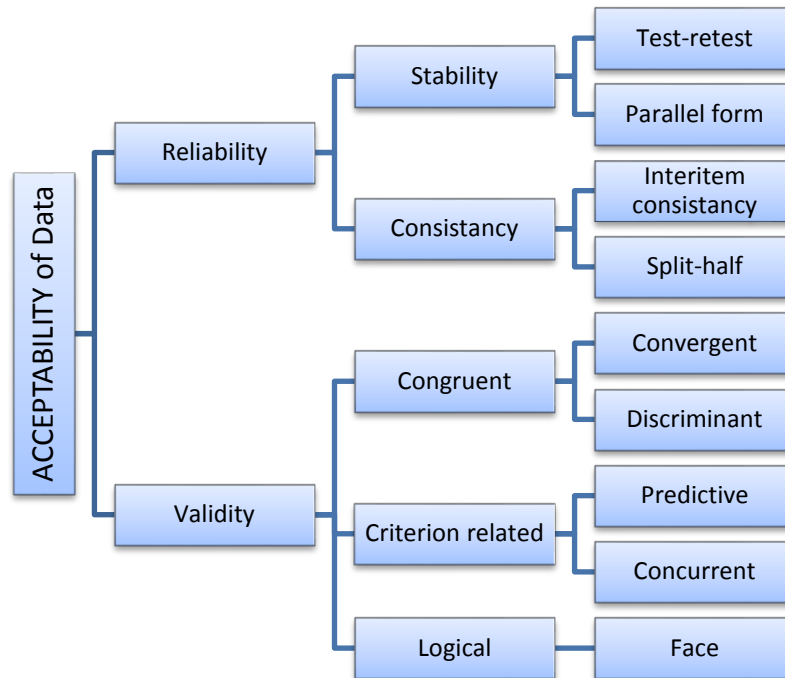 ACCEPTABILITY of Data
Reliability
Stability
Test-retest
Parallel form
Consistancy
Interitem
consistancy
Split-half
Validity
Congruent
Convergent
Discriminant
Criterion related
Predictive
Concurrent
Logical
Face